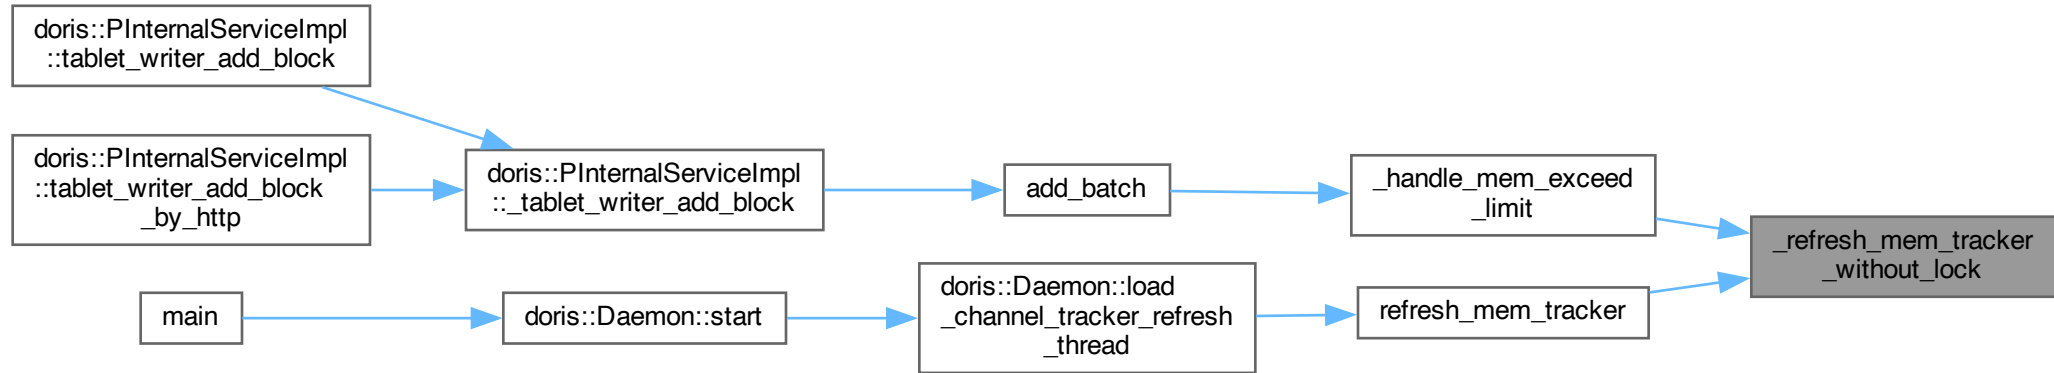 doris::PInternalServiceImpl
::tablet_writer_add_block
doris::PInternalServiceImpl
::tablet_writer_add_block
_by_http
doris::PInternalServiceImpl
::_tablet_writer_add_block
add_batch
_handle_mem_exceed
_limit
_refresh_mem_tracker
_without_lock
main
doris::Daemon::start
doris::Daemon::load
_channel_tracker_refresh
_thread
refresh_mem_tracker